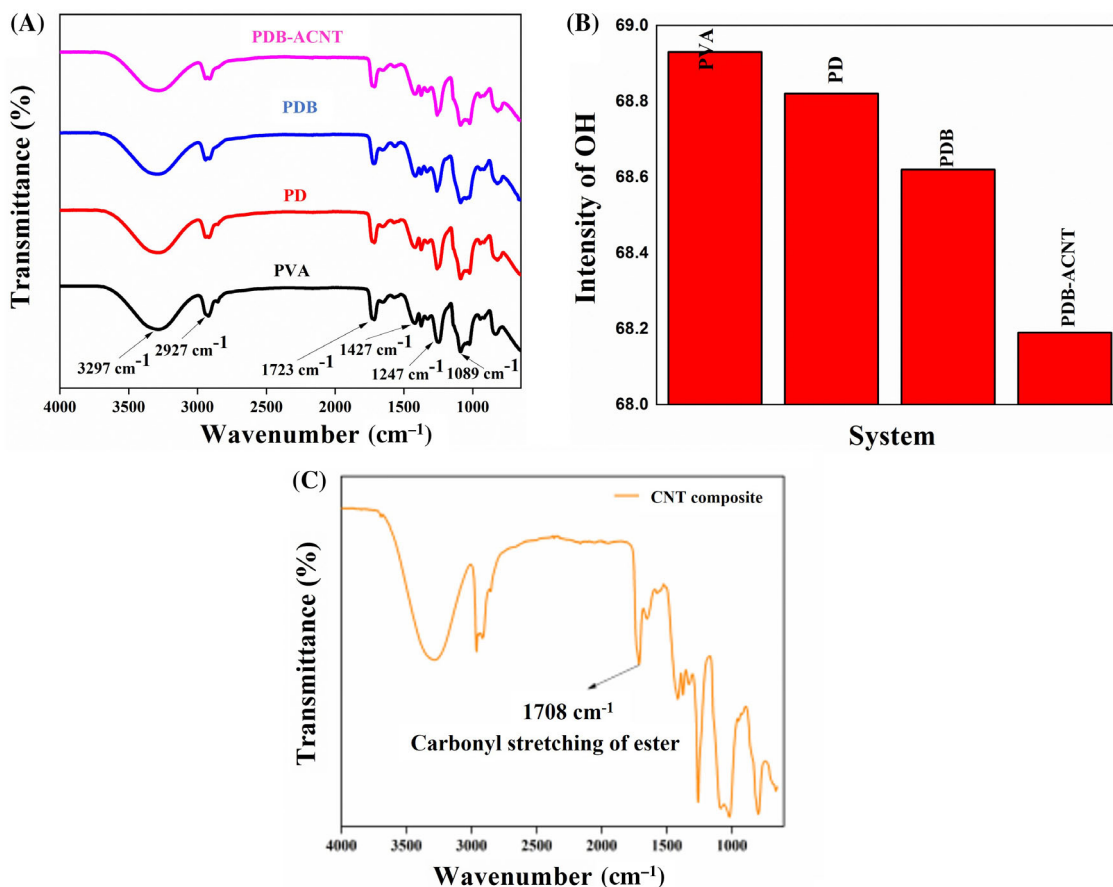 (A)
PDB-ACNT
PDB
PD
PVA
3297 cm⁻¹
2927 cm⁻¹
1723 cm⁻¹
1427 cm⁻¹
1247 cm⁻¹
1089 cm⁻¹
Transmittance (%)
4000 3500 3000 2500 2000 1500 1000
Wavenumber (cm⁻¹)
(B)
69.0
68.8
68.6
68.4
68.2
68.0
Intensity of OH
PVA
PD
PDB
PDB-ACNT
System
(C)
CNT composite
1708 cm⁻¹
Carbonyl stretching of ester
Transmittance (%)
4000 3500 3000 2500 2000 1500 1000
Wavenumber (cm⁻¹)